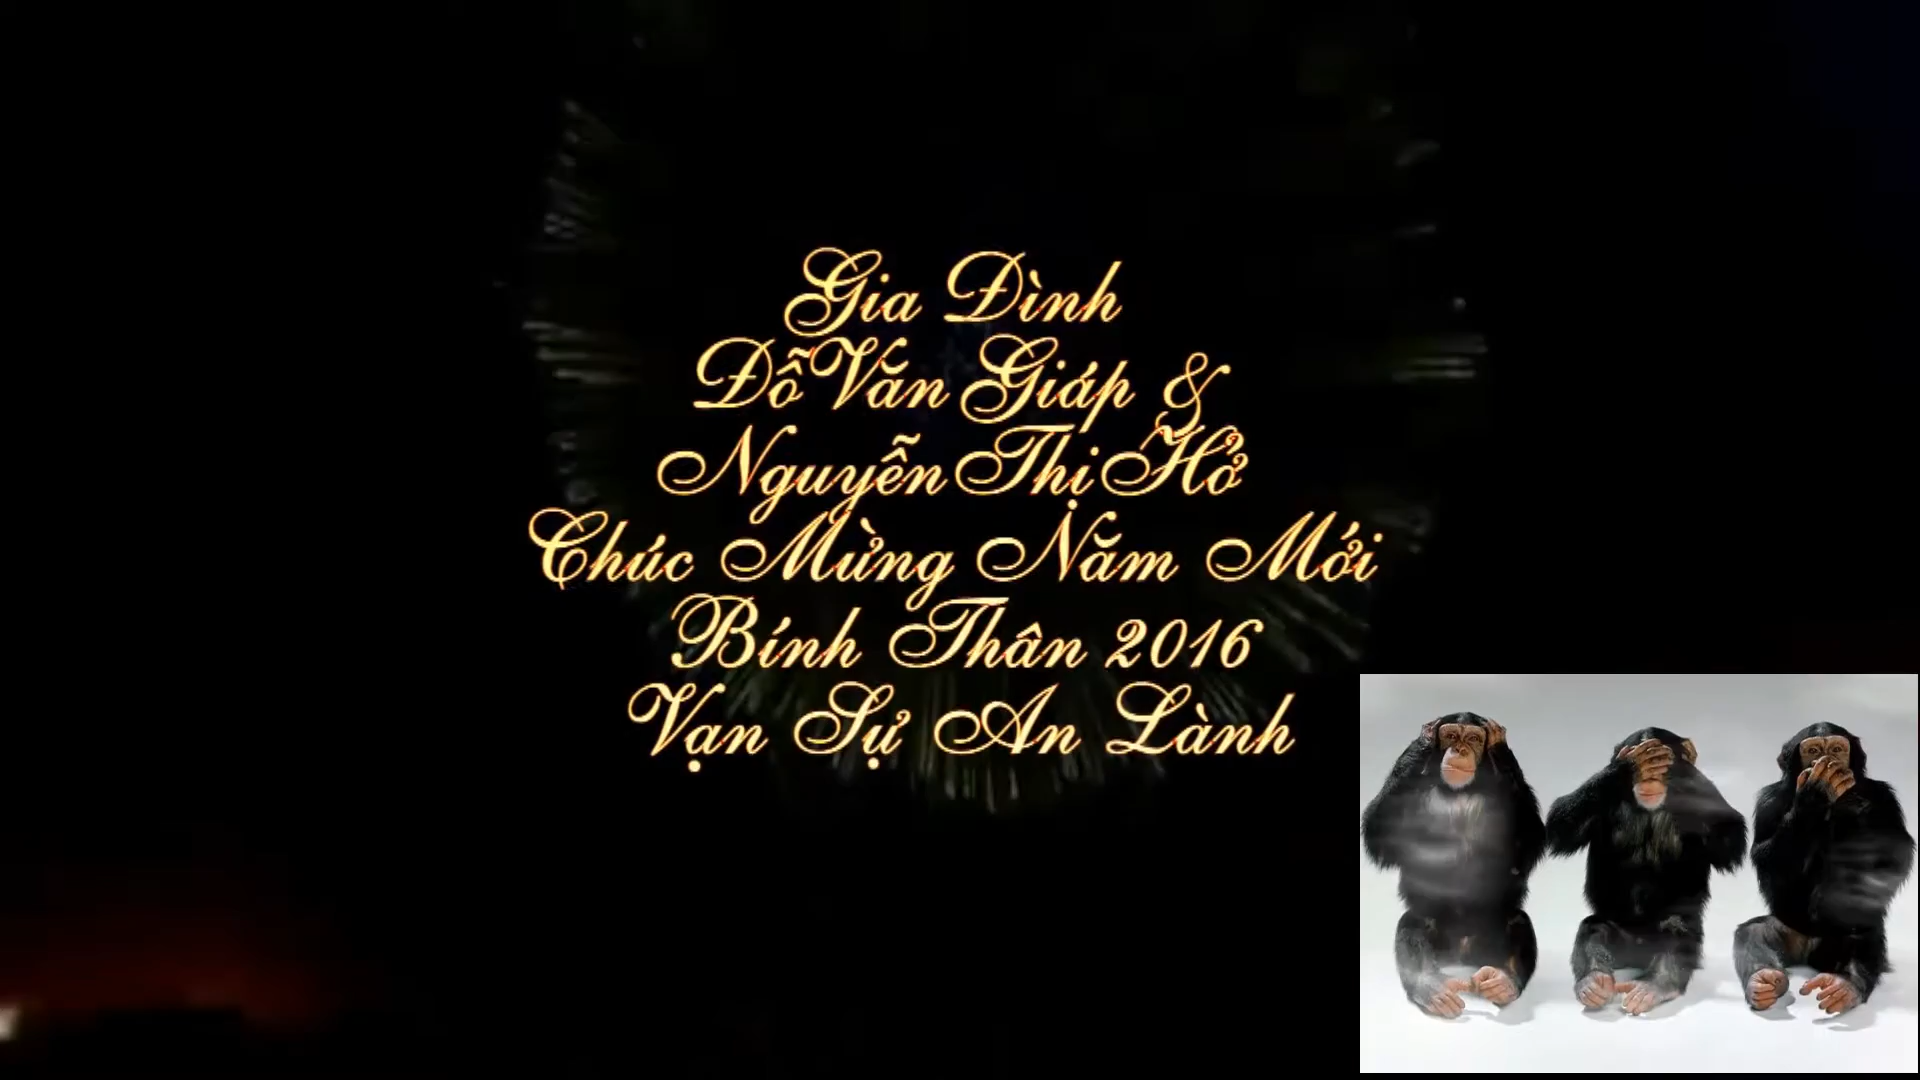 Gia Đình
Đỗ Văn Giáp &
Nguyễn Thị Hở
Chúc Mừng Năm Mới
Bính Thân 2016
Vạn Sự An Lành